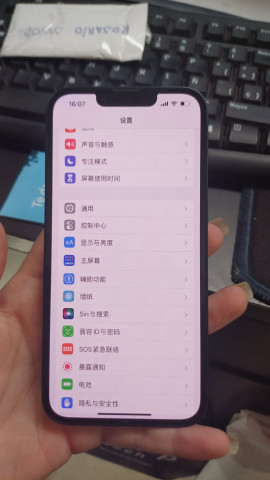 16:07
设置
声音与触感
专注模式
屏幕使用时间
通用
控制中心
显示与亮度
主屏幕
辅助功能
墙纸
Siri与搜索
面容ID与密码
SOS
SOS紧急联络
暴露通知
电池
隐私与安全性